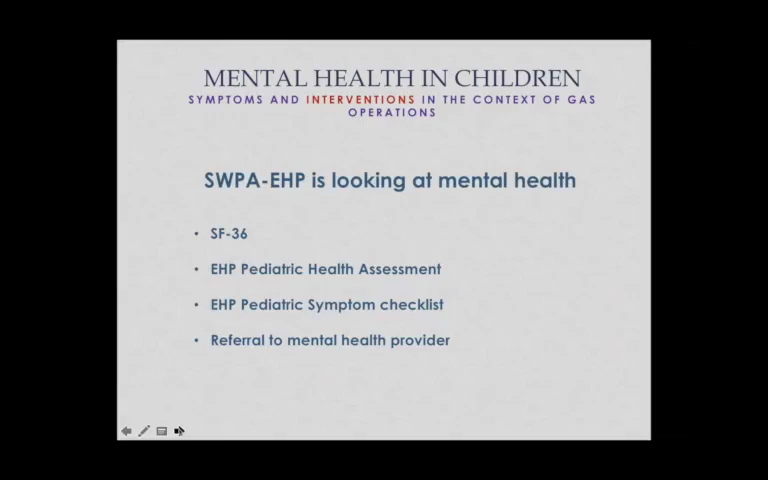 MENTAL HEALTH IN CHILDREN
SYMPTOMS AND INTERVENTIONS IN THE CONTEXT OF GAS
OPERATIONS
SWPA-EHP is looking at mental health
• SF-36
• EHP Pediatric Health Assessment
• EHP Pediatric Symptom checklist
• Referral to mental health provider